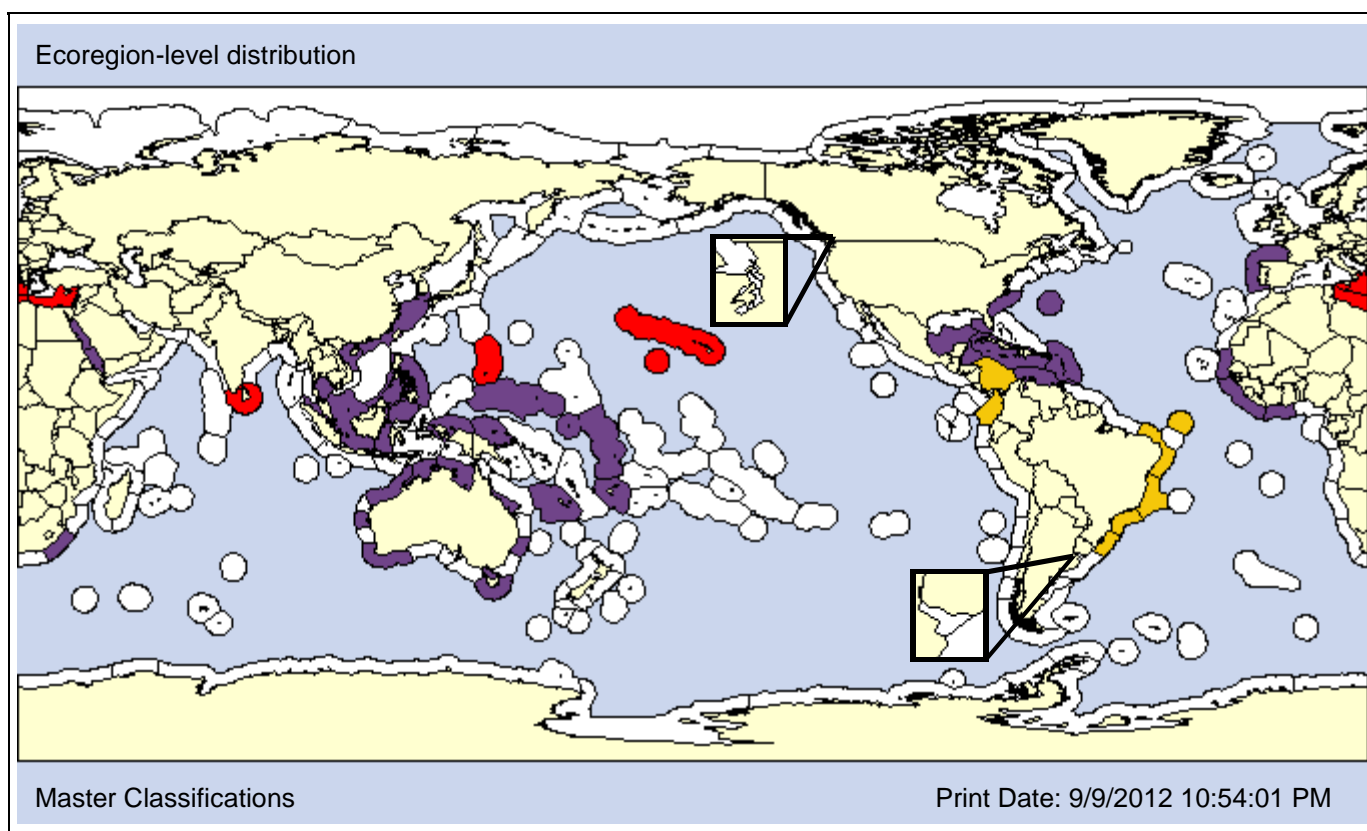 Ecoregion-level distribution
Master Classifications
Print Date: 9/9/2012 10:54:01 PM